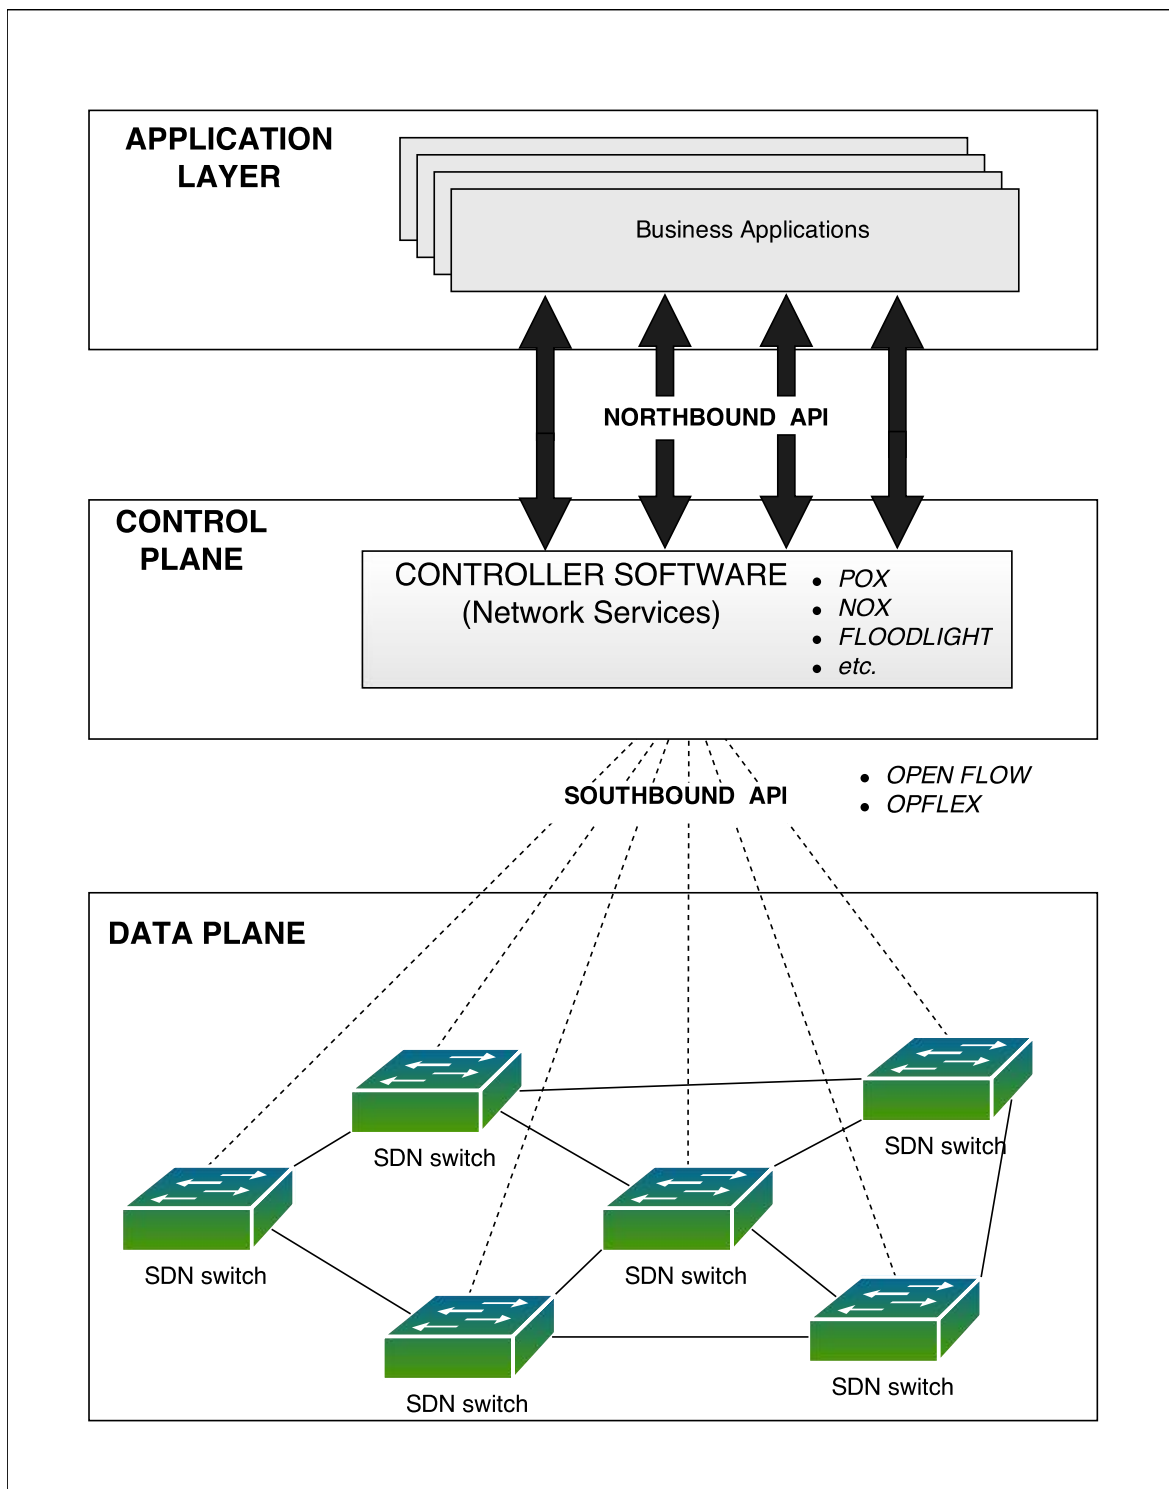 APPLICATION
LAYER
Business Applications
NORTHBOUND API
CONTROL
PLANE
CONTROLLER SOFTWARE
(Network Services)
• POX
• NOX
• FLOODLIGHT
• etc.
SOUTHBOUND API
• OPEN FLOW
• OPFLEX
DATA PLANE
SDN switch
SDN switch
SDN switch
SDN switch
SDN switch
SDN switch